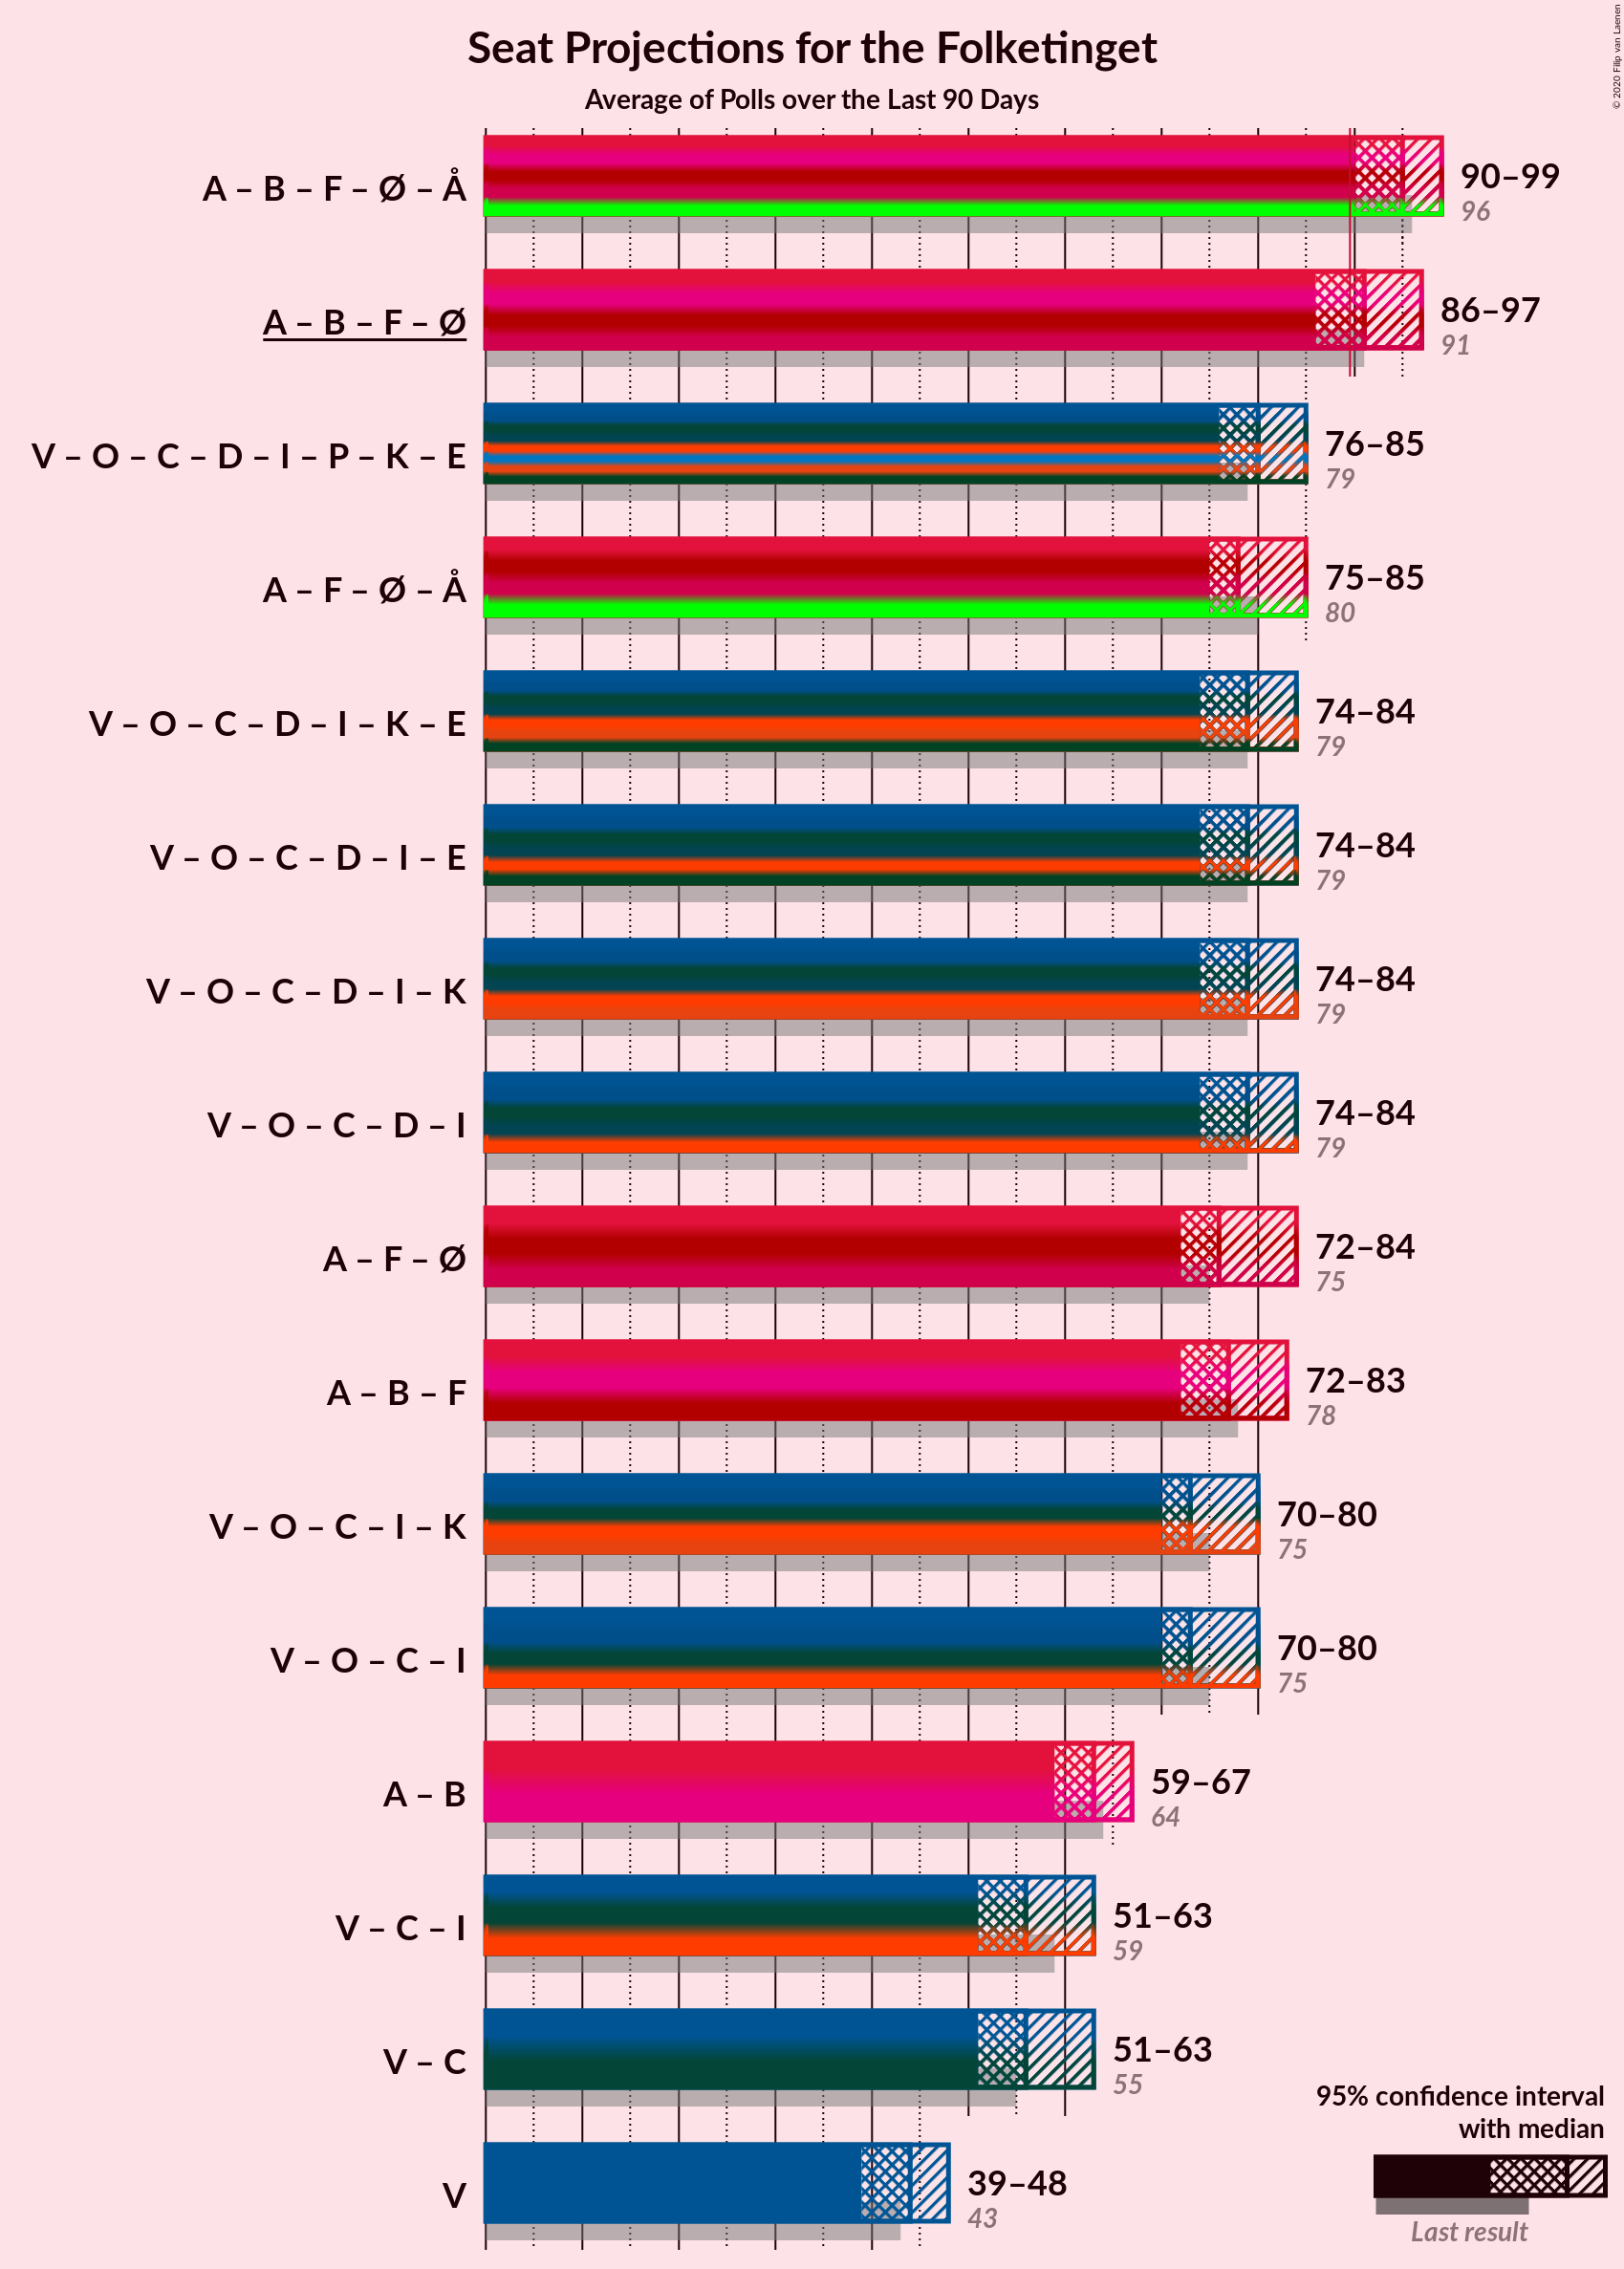 Seat Projections for the Folketinget
Average of Polls over the Last 90 Days
© 2020 Filip van Laenen
A – B – F – Ø – Å
90–99
96
A – B – F – Ø
86–97
91
V – O – C – D – I – P – K – E
76–85
79
A – F – Ø – Å
75–85
80
V – O – C – D – I – K – E
74–84
79
V – O – C – D – I – E
74–84
79
V – O – C – D – I – K
74–84
79
V – O – C – D – I
74–84
79
A – F – Ø
72–84
75
A – B – F
72–83
78
V – O – C – I – K
70–80
75
V – O – C – I
70–80
75
A – B
59–67
64
V – C – I
51–63
59
V – C
51–63
55
V
39–48
43
95% confidence interval
with median
Last result